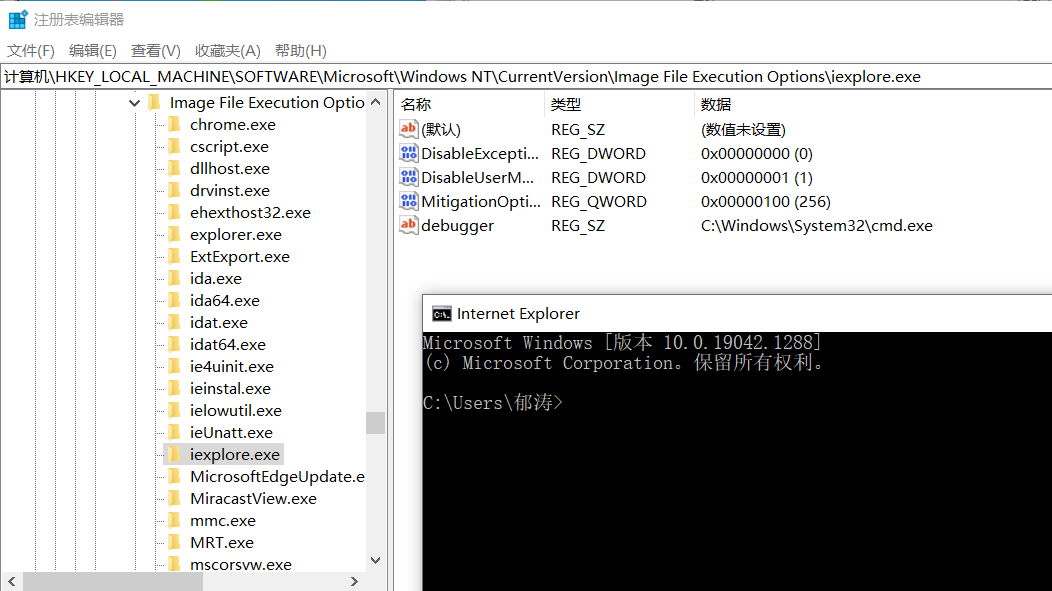 注册表编辑器
文件(F) 编辑(E) 查看(V) 收藏夹(A) 帮助(H)
计算机\HKEY_LOCAL_MACHINE\SOFTWARE\Microsoft\Windows NT\CurrentVersion\Image File Execution Options\iexplore.exe
Image File Execution Optio
chrome.exe
cscript.exe
dllhost.exe
drvinst.exe
ehexthost32.exe
explorer.exe
ExtExport.exe
ida.exe
ida64.exe
idat.exe
idat64.exe
ie4uinit.exe
ieinstal.exe
ielowutil.exe
ieUnatt.exe
iexplore.exe
MicrosoftEdgeUpdate.e
MiracastView.exe
mmc.exe
MRT.exe
mscorsvw.exe
名称 类型 数据
(默认) REG_SZ (数值未设置)
DisableExcepti... REG_DWORD 0x00000000 (0)
DisableUserM... REG_DWORD 0x00000001 (1)
MitigationOpti... REG_QWORD 0x00000100 (256)
debugger REG_SZ C:\Windows\System32\cmd.exe
Internet Explorer
Microsoft Windows [版本 10.0.19042.1288]
(c) Microsoft Corporation。保留所有权利。
C:\Users\郁涛>